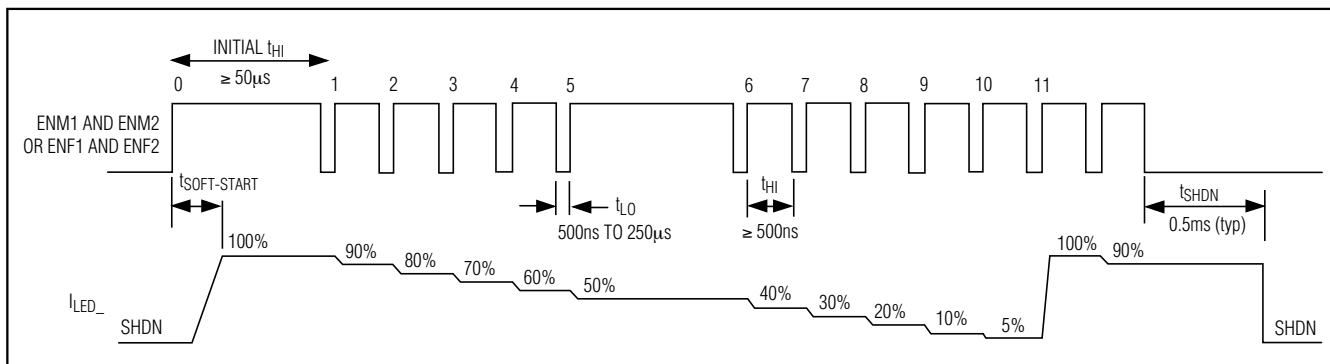 INITIAL tHI
≥ 50μs
0 1 2 3 4 5 6 7 8 9 10 11
ENM1 AND ENM2
OR ENF1 AND ENF2
tSOFT-START
tLO
500ns TO 250μs
tHI
≥ 500ns
tSHDN
0.5ms (typ)
100% 90% 80% 70% 60% 50% 40% 30% 20% 10% 5% 100% 90%
ILED_
SHDN SHDN